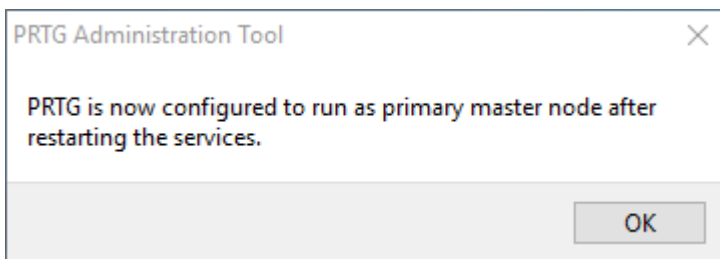 PRTG Administration Tool
PRTG is now configured to run as primary master node after
restarting the services.
OK